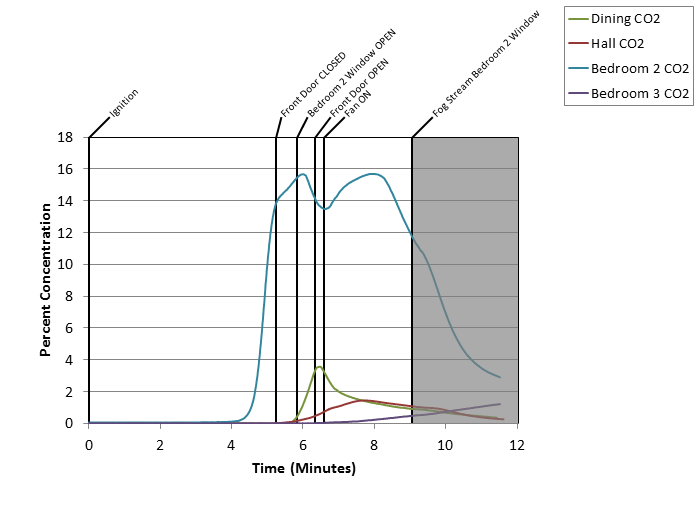 Dining CO2
Hall CO2
Bedroom 2 CO2
Bedroom 3 CO2
Ignition
Front Door CLOSED
Bedroom 2 Window OPEN
Front Door OPEN
Fan ON
Fog Stream Bedroom 2 Window
18
16
14
12
10
8
6
4
2
0
Percent Concentration
0 2 4 6 8 10 12
Time (Minutes)